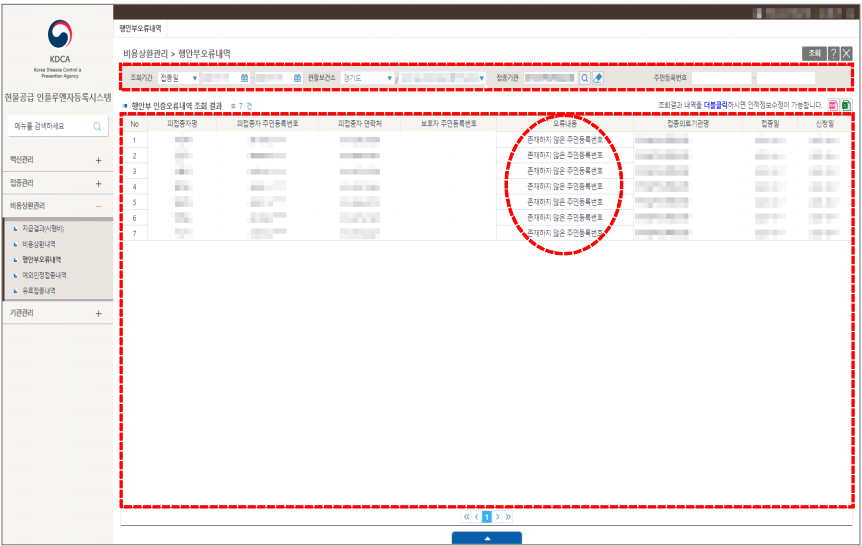 KDCA
Korea Disease Control &
Prevention Agency
현물공급 인플루엔자등록시스템
메뉴를 검색하세요
백신관리 +
접종관리 +
비용상환관리 −
지급결과(시행비)
비용상환내역
행안부오류내역
예외인정접종내역
유료접종내역
기관관리 +
행안부오류내역
비용상환관리 > 행안부오류내역
조회 ? X
조회기간 접종일 - 관할보건소 경기도 / 접종기관 주민등록번호 -
행안부 인증오류내역 조회 결과 7 건
조회결과 내역을 더블클릭하시면 인적정보수정이 가능합니다.
No 피접종자명 피접종자 주민등록번호 피접종자 연락처 보호자 주민등록번호 오류내용 접종의료기관명 접종일 신청일
1 존재하지 않은 주민등록번호
2 존재하지 않은 주민등록번호
3 존재하지 않은 주민등록번호
4 존재하지 않은 주민등록번호
5 존재하지 않은 주민등록번호
6 존재하지 않은 주민등록번호
7 존재하지 않은 주민등록번호
« < 1 > »